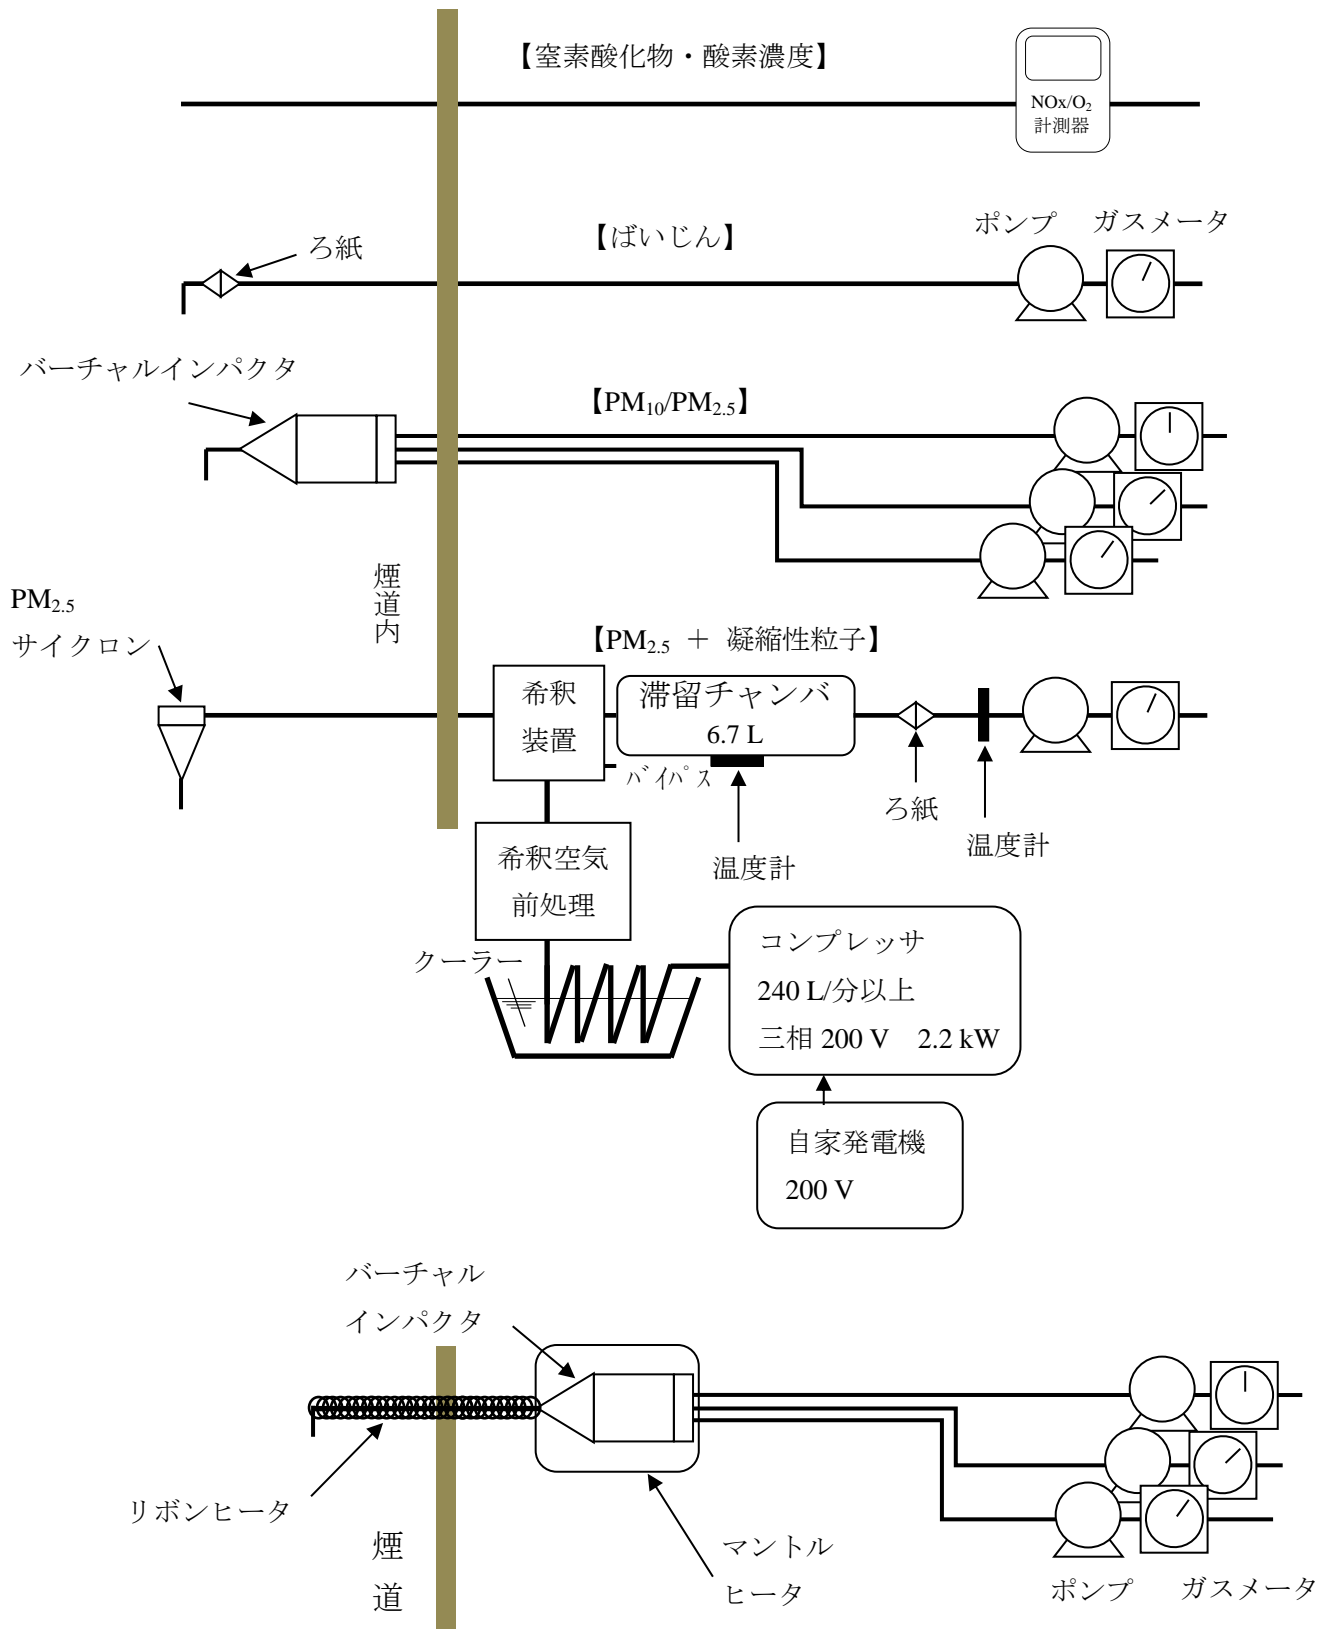 【窒素酸化物・酸素濃度】
NOx/O₂
計測器
【ばいじん】
ポンプ ガスメータ
ろ紙
バーチャルインパクタ
【PM₁₀/PM₂.₅】
煙道内
PM₂.₅
サイクロン
【PM₂.₅ ＋ 凝縮性粒子】
希釈
装置
滞留チャンバ
6.7 L
バイパス
ろ紙
温度計
温度計
希釈空気
前処理
クーラー
コンプレッサ
240 L/分以上
三相 200 V 2.2 kW
自家発電機
200 V
バーチャル
インパクタ
リボンヒータ
煙道
マントル
ヒータ
ポンプ ガスメータ